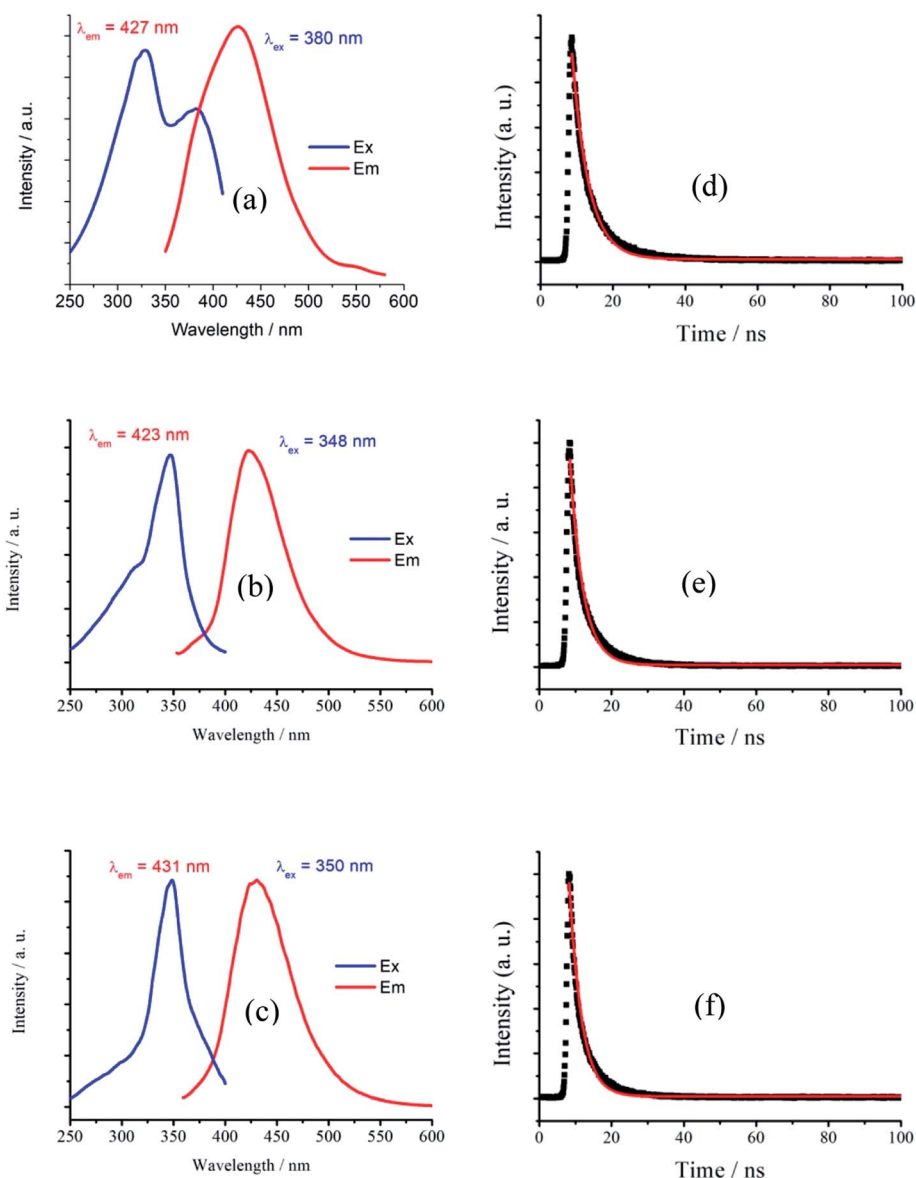 λem = 427 nm
λex = 380 nm
Intensity / a.u.
Ex
Em
(a)
250 300 350 400 450 500 550 600
Wavelength / nm
Intensity (a. u.)
(d)
0 20 40 60 80 100
Time / ns
λem = 423 nm
λex = 348 nm
Intensity / a. u.
Ex
Em
(b)
250 300 350 400 450 500 550 600
Wavelength / nm
Intensity / a. u.
(e)
0 20 40 60 80 100
Time / ns
λem = 431 nm
λex = 350 nm
Intensity / a. u.
Ex
Em
(c)
250 300 350 400 450 500 550 600
Wavelength / nm
Intensity (a. u.)
(f)
0 20 40 60 80 100
Time / ns